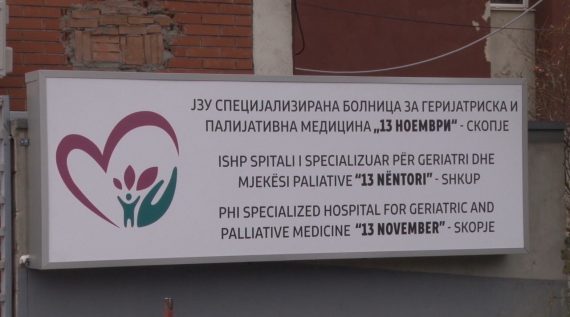 ЈЗУ СПЕЦИЈАЛИЗИРАНА БОЛНИЦА ЗА ГЕРИЈАТРИСКА И
ПАЛИЈАТИВНА МЕДИЦИНА „13 НОЕМВРИ“ - СКОПЈЕ
ISHP SPITALI I SPECIALIZUAR PËR GERIATRI DHE
MJEKËSI PALIATIVE “13 NËNTORI” - SHKUP
PHI SPECIALIZED HOSPITAL FOR GERIATRIC AND
PALLIATIVE MEDICINE “13 NOVEMBER” - SKOPJE